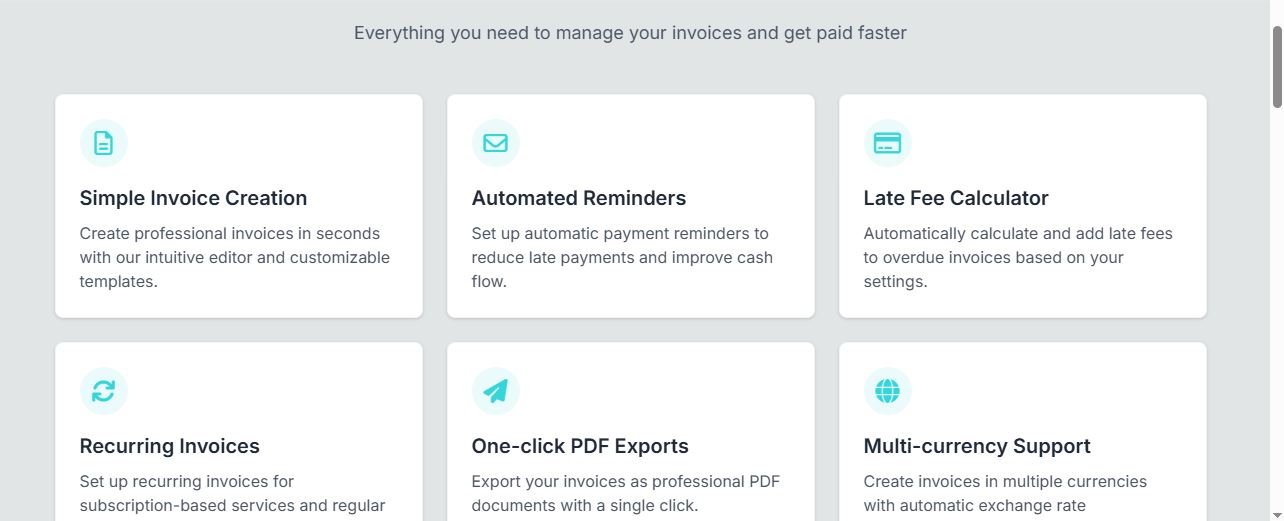 Everything you need to manage your invoices and get paid faster
Simple Invoice Creation
Create professional invoices in seconds
with our intuitive editor and customizable
templates.
Automated Reminders
Set up automatic payment reminders to
reduce late payments and improve cash
flow.
Late Fee Calculator
Automatically calculate and add late fees
to overdue invoices based on your
settings.
Recurring Invoices
Set up recurring invoices for
subscription-based services and regular
One-click PDF Exports
Export your invoices as professional PDF
documents with a single click.
Multi-currency Support
Create invoices in multiple currencies
with automatic exchange rate